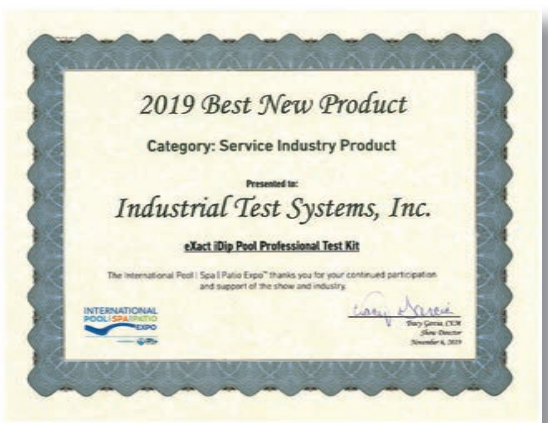 2019 Best New Product
Category: Service Industry Product
Presented to:
Industrial Test Systems, Inc.
eXact iDip Pool Professional Test Kit
The International Pool | Spa | Patio Expo™ thanks you for your continued participation
and support of the show and industry.
INTERNATIONAL
POOL|SPA|PATIO
EXPO
Tracy Garcia
Tracy Garcia, CEM
Show Director
November 6, 2019